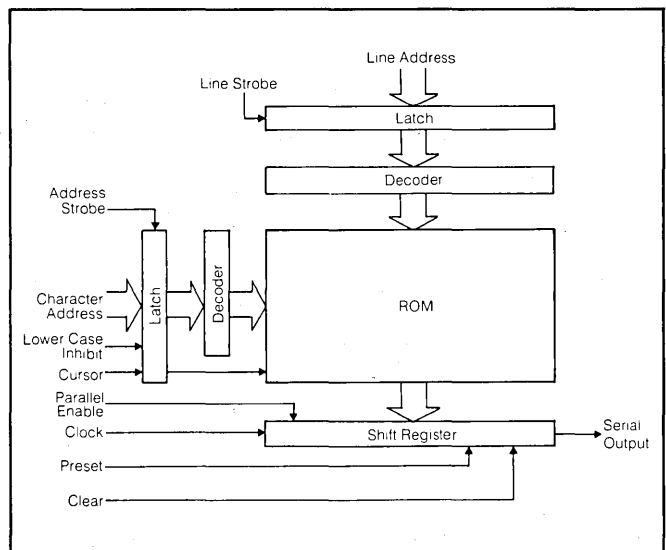 Line Address
Line Strobe
Latch
Decoder
Address
Strobe
Latch
Decoder
ROM
Character
Address
Lower Case
Inhibit
Cursor
Parallel
Enable
Clock
Shift Register
Serial
Output
Preset
Clear